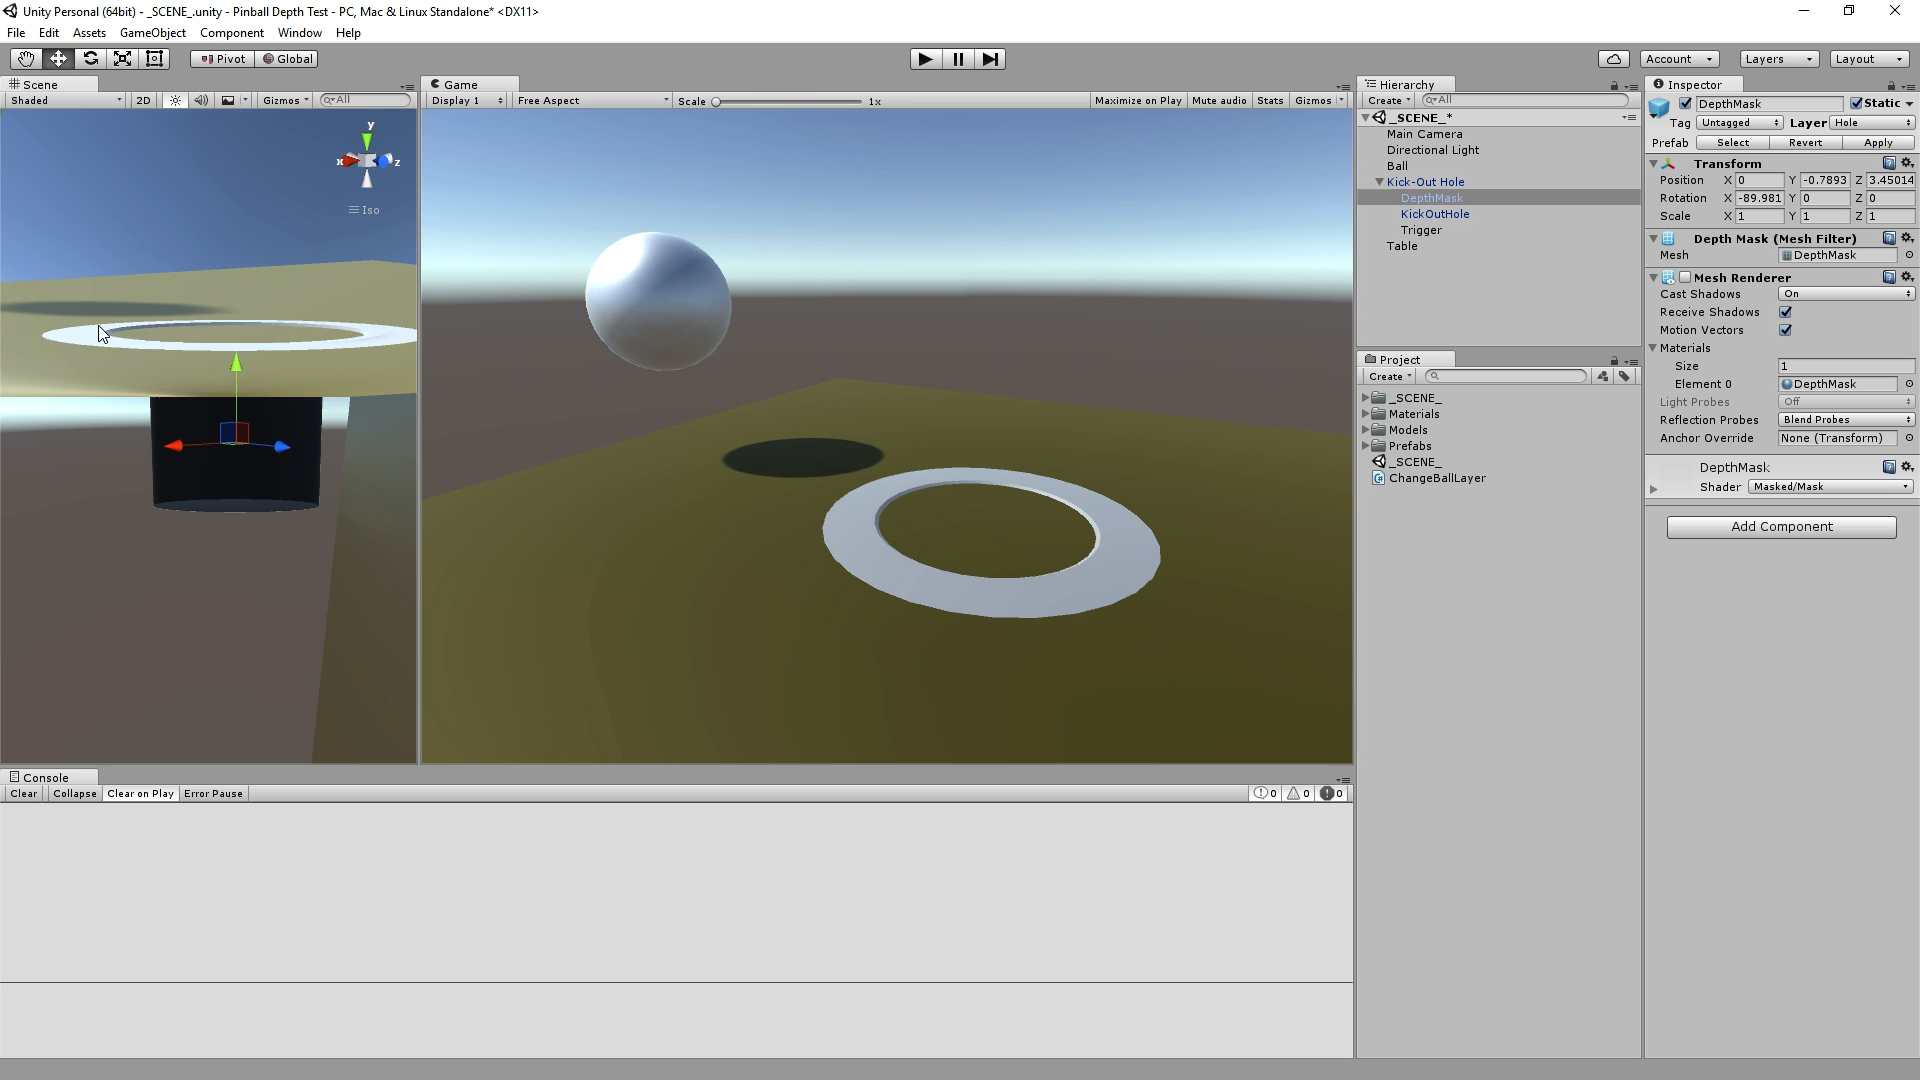 Unity Personal (64bit) - _SCENE_.unity - Pinball Depth Test - PC, Mac & Linux Standalone* <DX11>
File Edit Assets GameObject Component Window Help
Pivot Global Account Layers Layout
Scene
Shaded 2D Gizmos All
y
x z
Iso
Game
Display 1 Free Aspect Scale 1x Maximize on Play Mute audio Stats Gizmos
Hierarchy
Create All
_SCENE_*
Main Camera
Directional Light
Ball
Kick-Out Hole
DepthMask
KickOutHole
Trigger
Table
Project
Create
_SCENE_
Materials
Models
Prefabs
_SCENE_
ChangeBallLayer
Inspector
DepthMask Static
Tag Untagged Layer Hole
Prefab Select Revert Apply
Transform
Position X 0 Y -0.7893 Z 3.45014
Rotation X -89.981 Y 0 Z 0
Scale X 1 Y 1 Z 1
Depth Mask (Mesh Filter)
Mesh DepthMask
Mesh Renderer
Cast Shadows On
Receive Shadows
Motion Vectors
Materials
Size 1
Element 0 DepthMask
Light Probes Off
Reflection Probes Blend Probes
Anchor Override None (Transform)
DepthMask
Shader Masked/Mask
Add Component
Console
Clear Collapse Clear on Play Error Pause 0 0 0